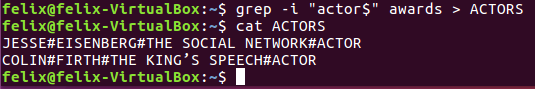 felix@felix-VirtualBox:~$ grep -i "actor$" awards > ACTORS
felix@felix-VirtualBox:~$ cat ACTORS
JESSE#EISENBERG#THE SOCIAL NETWORK#ACTOR
COLIN#FIRTH#THE KING’S SPEECH#ACTOR
felix@felix-VirtualBox:~$